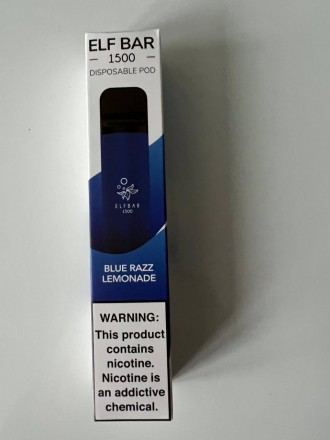 ELF BAR
1500
DISPOSABLE POD
ELFBAR
1500
BLUE RAZZ
LEMONADE
WARNING:
This product
contains
nicotine.
Nicotine is
an addictive
chemical.